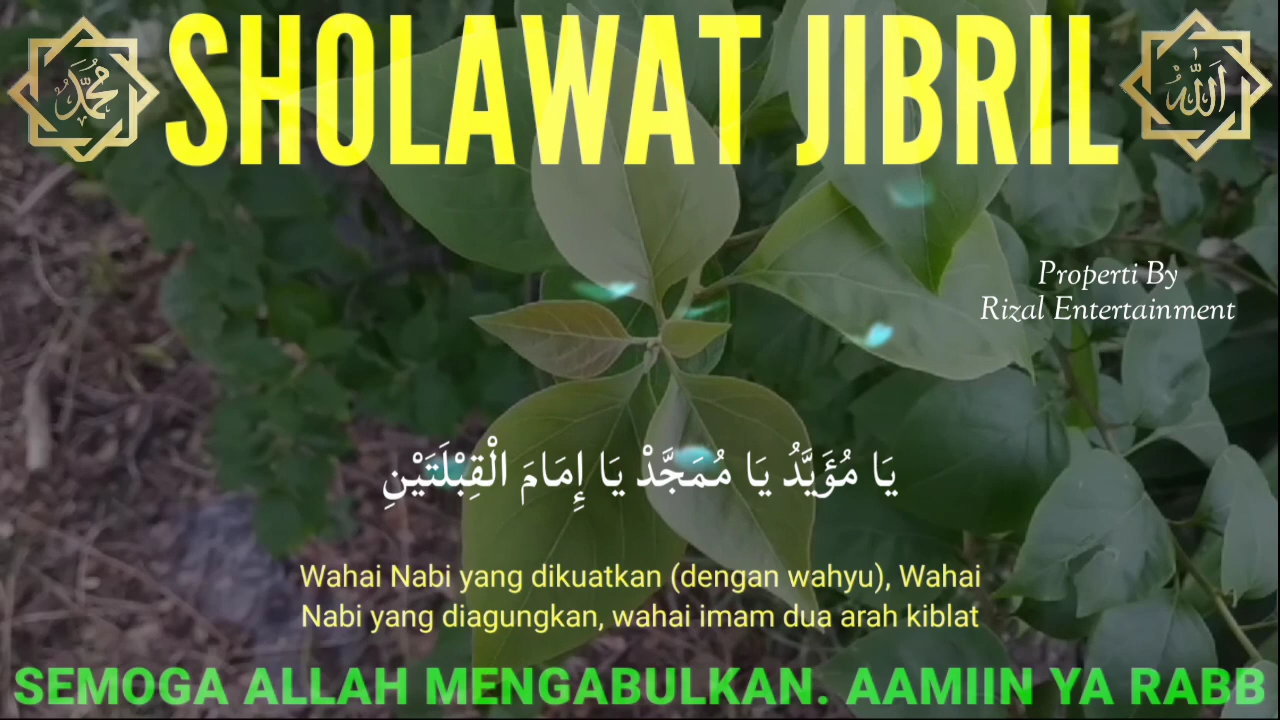 SHOLAWAT JIBRIL
محمد
الله
Properti By
Rizal Entertainment
يَا مُؤَيَّدُ يَا مُمَجَّدْ يَا إِمَامَ الْقِبْلَتَيْنِ
Wahai Nabi yang dikuatkan (dengan wahyu), Wahai
Nabi yang diagungkan, wahai imam dua arah kiblat
SEMOGA ALLAH MENGABULKAN. AAMIIN YA RABB